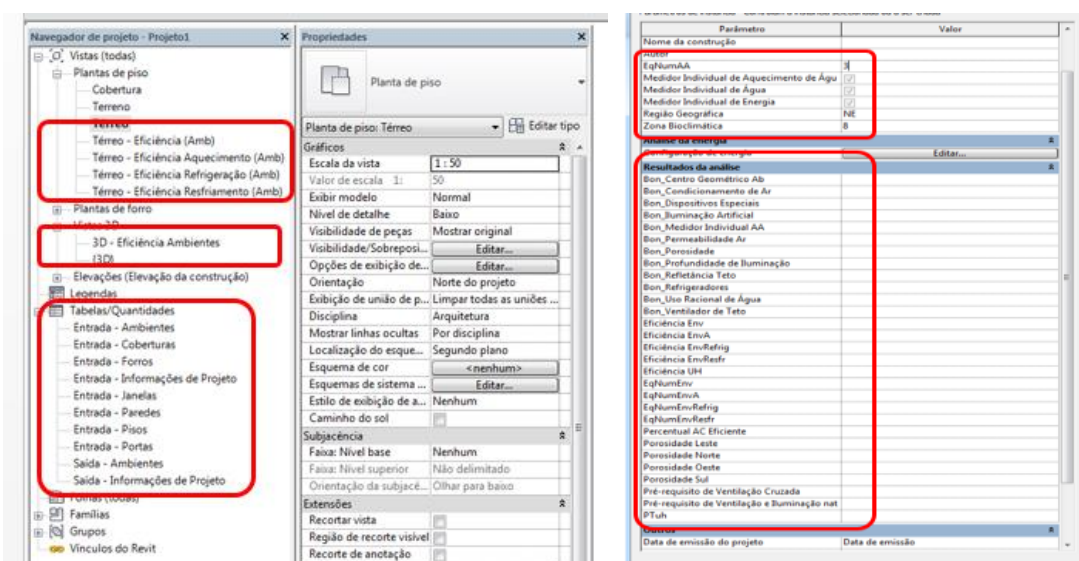 Navegador de projeto - Projeto1
Vistas (todas)
Plantas de piso
Cobertura
Terreno
Térreo
Térreo - Eficiência (Amb)
Térreo - Eficiência Aquecimento (Amb)
Térreo - Eficiência Refrigeração (Amb)
Térreo - Eficiência Resfriamento (Amb)
Plantas de forro
Vistas 3D
3D - Eficiência Ambientes
{3D}
Elevações (Elevação da construção)
Legendas
Tabelas/Quantidades
Entrada - Ambientes
Entrada - Coberturas
Entrada - Forros
Entrada - Informações de Projeto
Entrada - Janelas
Entrada - Paredes
Entrada - Pisos
Entrada - Portas
Saída - Ambientes
Saída - Informações de Projeto
Folhas (todas)
Famílias
Grupos
Vínculos do Revit
Propriedades
Planta de piso
Planta de piso: Térreo Editar tipo
Gráficos
Escala da vista 1 : 50
Valor de escala 1: 50
Exibir modelo Normal
Nível de detalhe Baixo
Visibilidade de peças Mostrar original
Visibilidade/Sobreposi... Editar...
Opções de exibição de... Editar...
Orientação Norte do projeto
Exibição de união de p... Limpar todas as uniões ...
Disciplina Arquitetura
Mostrar linhas ocultas Por disciplina
Localização do esque... Segundo plano
Esquema de cor <nenhum>
Esquemas de sistema ... Editar...
Estilo de exibição de a... Nenhum
Caminho do sol
Subjacência
Faixa: Nível base Nenhum
Faixa: Nível superior Não delimitado
Orientação da subjacê... Olhar para baixo
Extensões
Recortar vista
Região de recorte visível
Recorte de anotação
Parâmetro Valor
Nome da construção
Autor
EqNumAA 3
Medidor Individual de Aquecimento de Águ
Medidor Individual de Água
Medidor Individual de Energia
Região Geográfica NE
Zona Bioclimática 8
Análise da energia
Configuração de energia Editar...
Resultados da análise
Bon_Centro Geométrico Ab
Bon_Condicionamento de Ar
Bon_Dispositivos Especiais
Bon_Iluminação Artificial
Bon_Medidor Individual AA
Bon_Permeabilidade Ar
Bon_Porosidade
Bon_Profundidade de Iluminação
Bon_Refletância Teto
Bon_Refrigeradores
Bon_Uso Racional de Água
Bon_Ventilador de Teto
Eficiência Env
Eficiência EnvA
Eficiência EnvRefrig
Eficiência EnvResfr
Eficiência UH
EqNumEnv
EqNumEnvA
EqNumEnvRefrig
EqNumEnvResfr
Percentual AC Eficiente
Porosidade Leste
Porosidade Norte
Porosidade Oeste
Porosidade Sul
Pré-requisito de Ventilação Cruzada
Pré-requisito de Ventilação e Iluminação nat
PTuh
Outros
Data de emissão do projeto Data de emissão